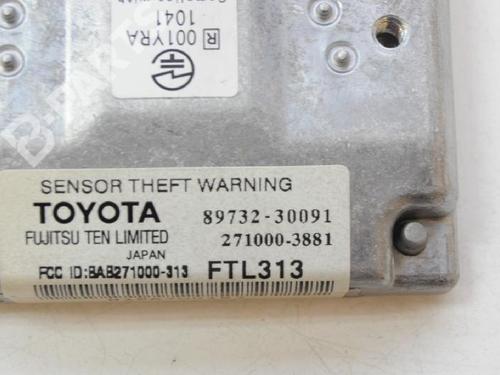 1041
R 001YRA
B-PARTS
SENSOR THEFT WARNING
TOYOTA 89732-30091
FUJITSU TEN LIMITED 271000-3881
JAPAN
FCC ID:BAB271000-313 FTL313